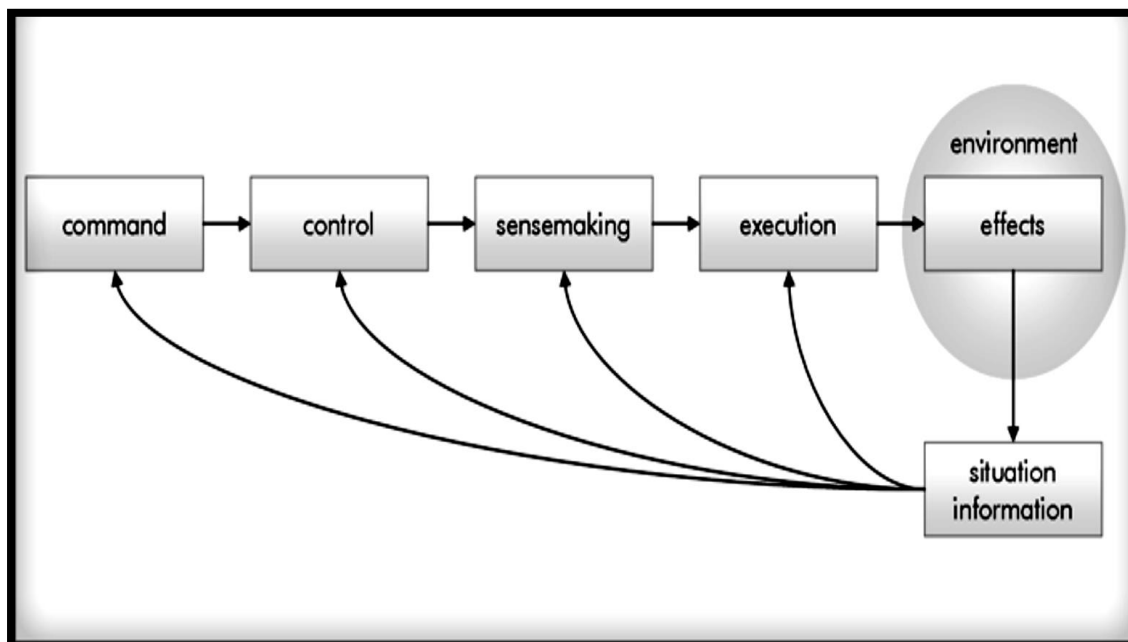 environment
command
control
sensemaking
execution
effects
situation
information